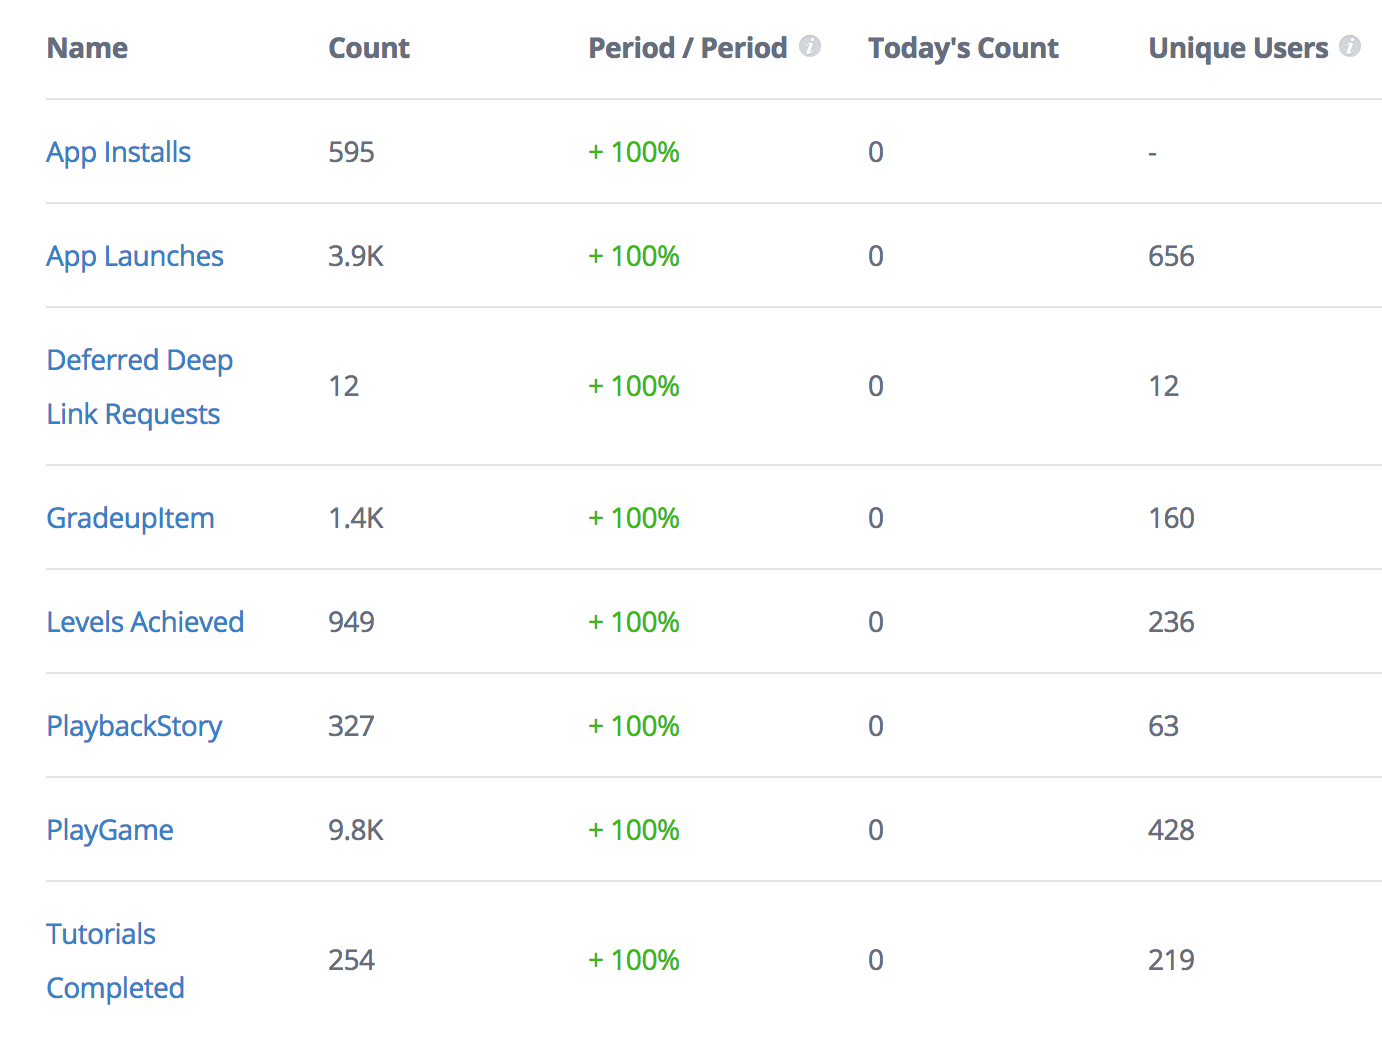 Name Count Period / Period Today's Count Unique Users
App Installs 595 + 100% 0 -
App Launches 3.9K + 100% 0 656
Deferred Deep
Link Requests 12 + 100% 0 12
GradeupItem 1.4K + 100% 0 160
Levels Achieved 949 + 100% 0 236
PlaybackStory 327 + 100% 0 63
PlayGame 9.8K + 100% 0 428
Tutorials
Completed 254 + 100% 0 219